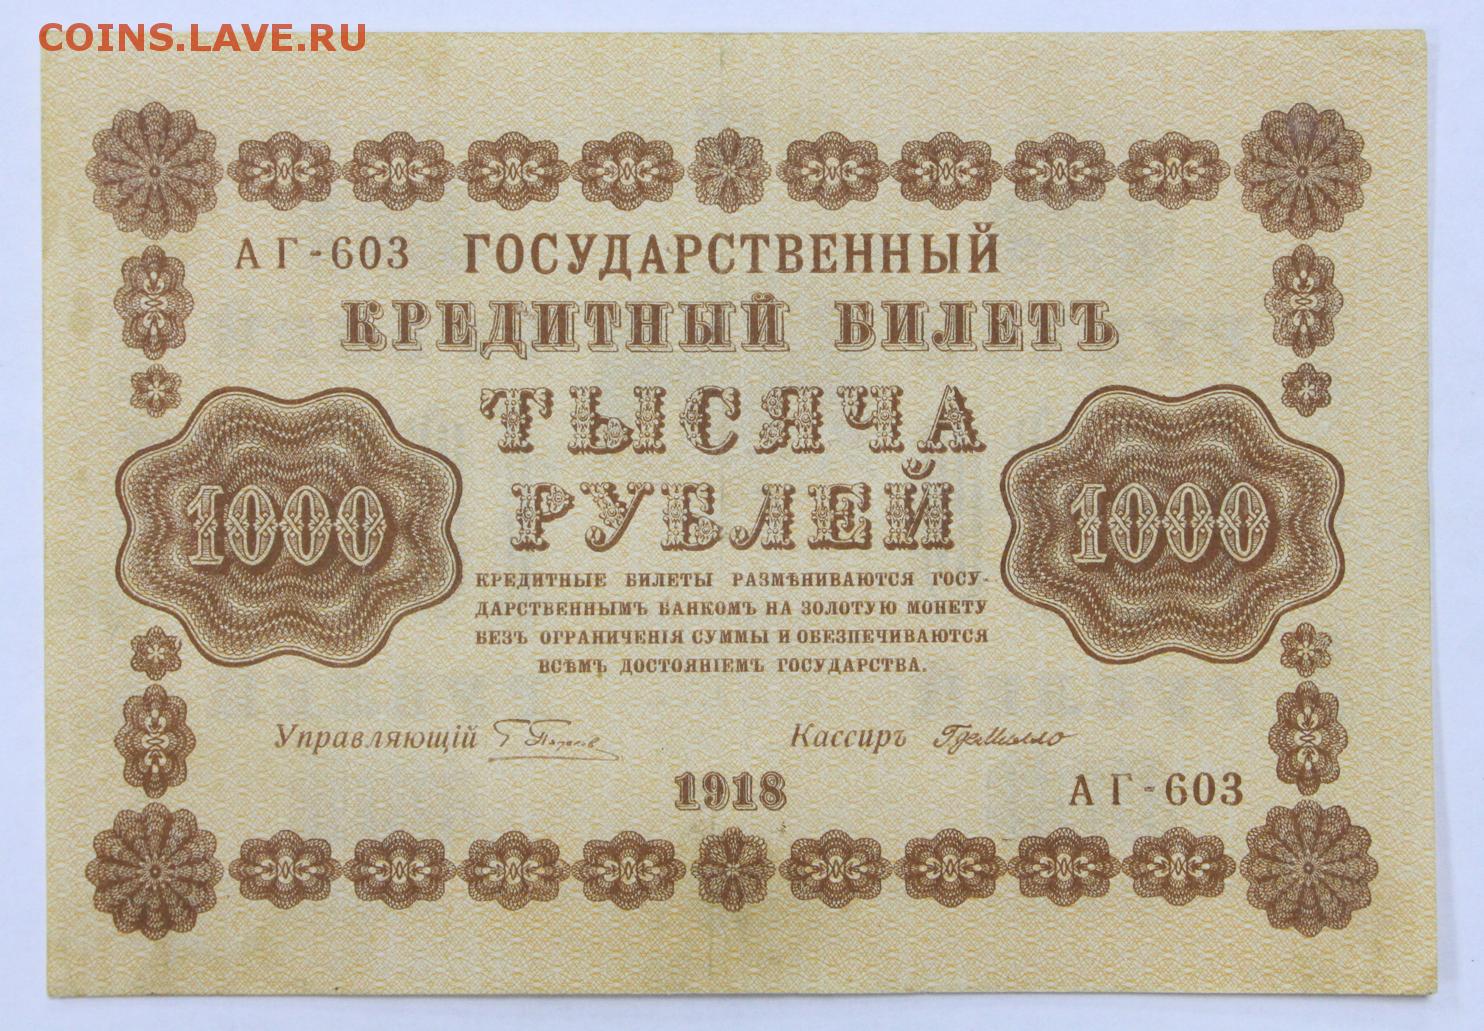 COINS.LAVE.RU
АГ-603 ГОСУДАРСТВЕННЫЙ
КРЕДИТНЫЙ БИЛЕТЪ
ТЫСЯЧА
РУБЛЕЙ
1000 1000
КРЕДИТНЫЕ БИЛЕТЫ РАЗМѢНИВАЮТСЯ ГОСУ-
ДАРСТВЕННЫМЪ БАНКОМЪ НА ЗОЛОТУЮ МОНЕТУ
БЕЗЪ ОГРАНИЧЕНІЯ СУММЫ И ОБЕЗПЕЧИВАЮТСЯ
ВСѢМЪ ДОСТОЯНІЕМЪ ГОСУДАРСТВА.
Управляющій Кассиръ
1918
АГ-603